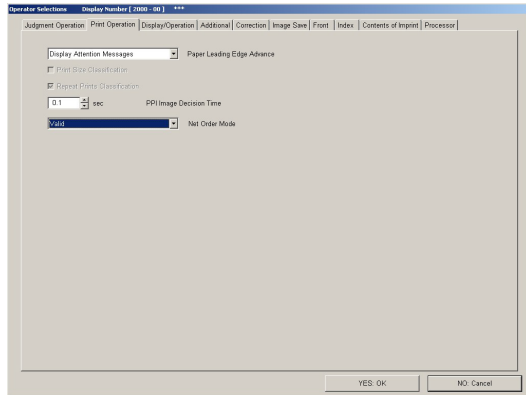 Operator Selections Display Number [ 2000 - 00 ] ***
Judgment Operation Print Operation Display/Operation Additional Correction Image Save Front Index Contents of Imprint Processor
Display Attention Messages Paper Leading Edge Advance
Print Size Classification
Repeat Prints Classification
0.1 sec PPI Image Decision Time
Valid Net Order Mode
YES: OK NO: Cancel